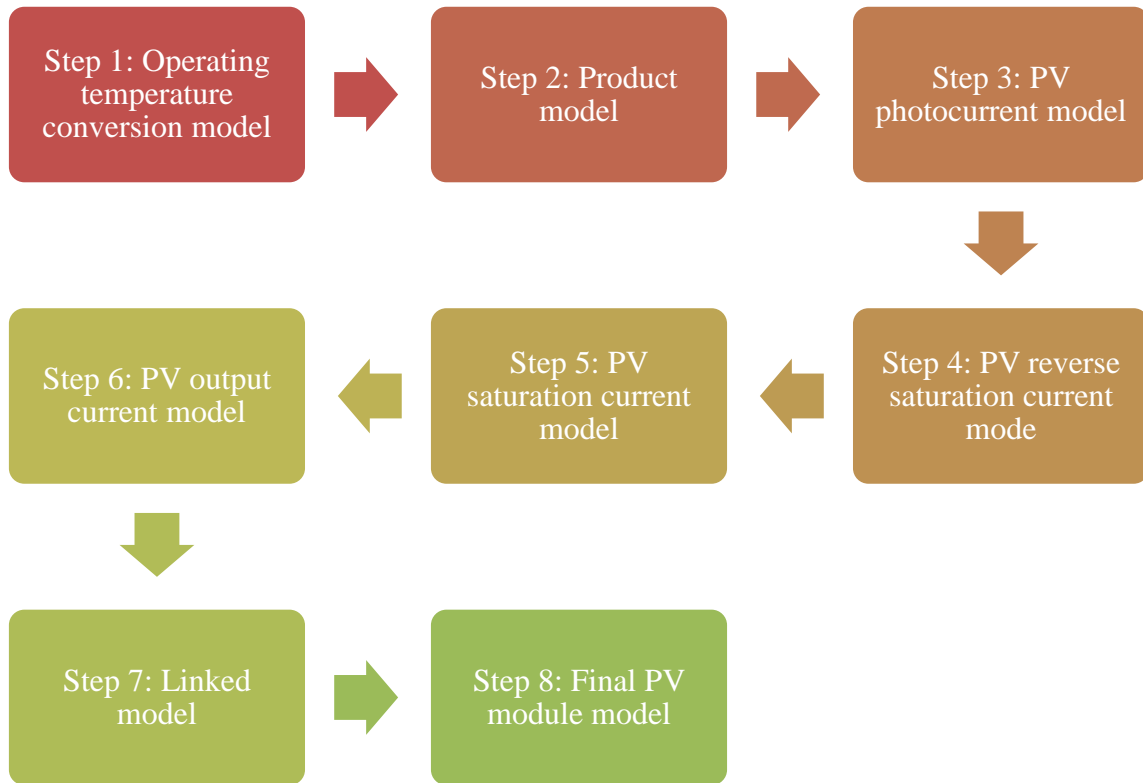 Step 1: Operating
temperature
conversion model
Step 2: Product
model
Step 3: PV
photocurrent model
Step 4: PV reverse
saturation current
mode
Step 5: PV
saturation current
model
Step 6: PV output
current model
Step 7: Linked
model
Step 8: Final PV
module model